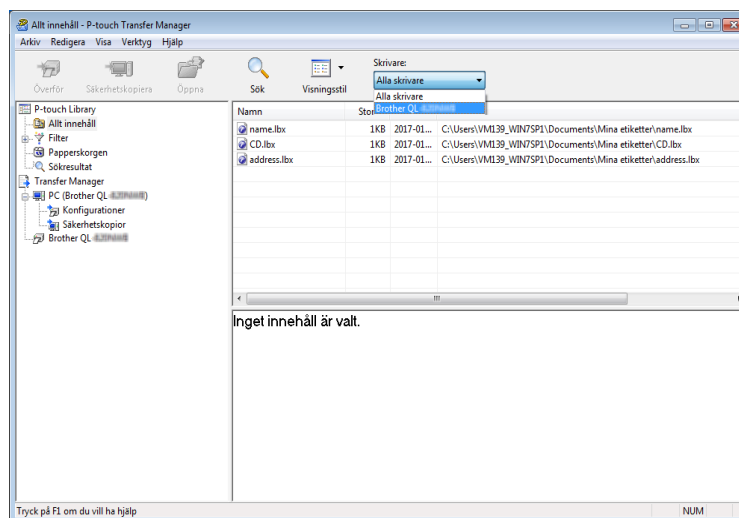 Allt innehåll - P-touch Transfer Manager
Arkiv Redigera Visa Verktyg Hjälp
Överför Säkerhetskopiera Öppna Sök Visningsstil
Skrivare:
Alla skrivare
Alla skrivare
Brother QL
P-touch Library
Allt innehåll
Filter
Papperskorgen
Sökresultat
Transfer Manager
PC (Brother QL )
Konfigurationer
Säkerhetskopior
Brother QL
Namn
name.lbx 1KB 2017-01... C:\Users\VM139_WIN7SP1\Documents\Mina etiketter\name.lbx
CD.lbx 1KB 2017-01... C:\Users\VM139_WIN7SP1\Documents\Mina etiketter\CD.lbx
address.lbx 1KB 2017-01... C:\Users\VM139_WIN7SP1\Documents\Mina etiketter\address.lbx
Inget innehåll är valt.
Tryck på F1 om du vill ha hjälp NUM